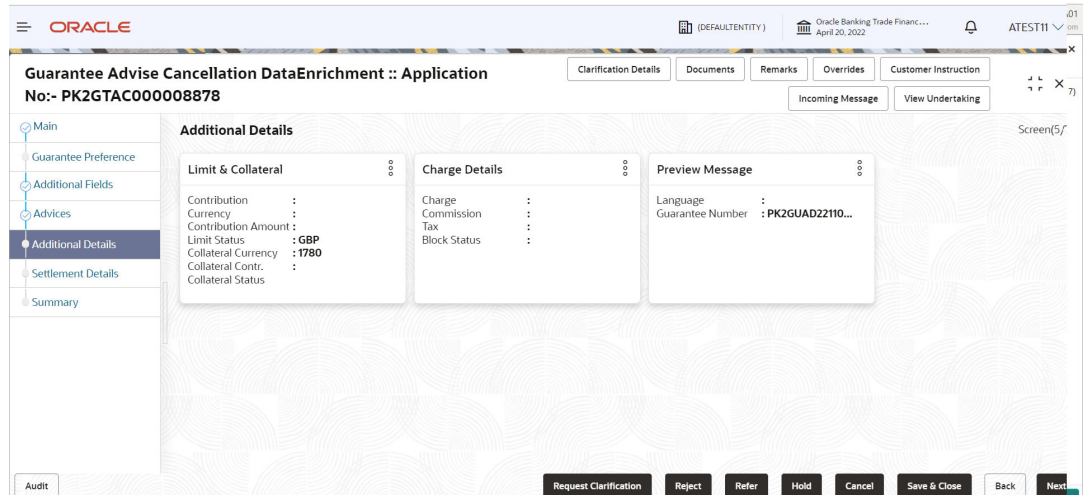 ORACLE
(DEFAULTENTITY )
Oracle Banking Trade Financ...
April 20, 2022
ATEST11
Guarantee Advise Cancellation DataEnrichment :: Application
No:- PK2GTAC000008878
Clarification Details
Documents
Remarks
Overrides
Customer Instruction
Incoming Message
View Undertaking
Main
Guarantee Preference
Additional Fields
Advices
Additional Details
Settlement Details
Summary
Additional Details
Screen(5/
Limit & Collateral
Contribution :
Currency :
Contribution Amount :
Limit Status : GBP
Collateral Currency : 1780
Collateral Contr. :
Collateral Status
Charge Details
Charge :
Commission :
Tax :
Block Status :
Preview Message
Language :
Guarantee Number : PK2GUAD22110...
Audit
Request Clarification
Reject
Refer
Hold
Cancel
Save & Close
Back
Next